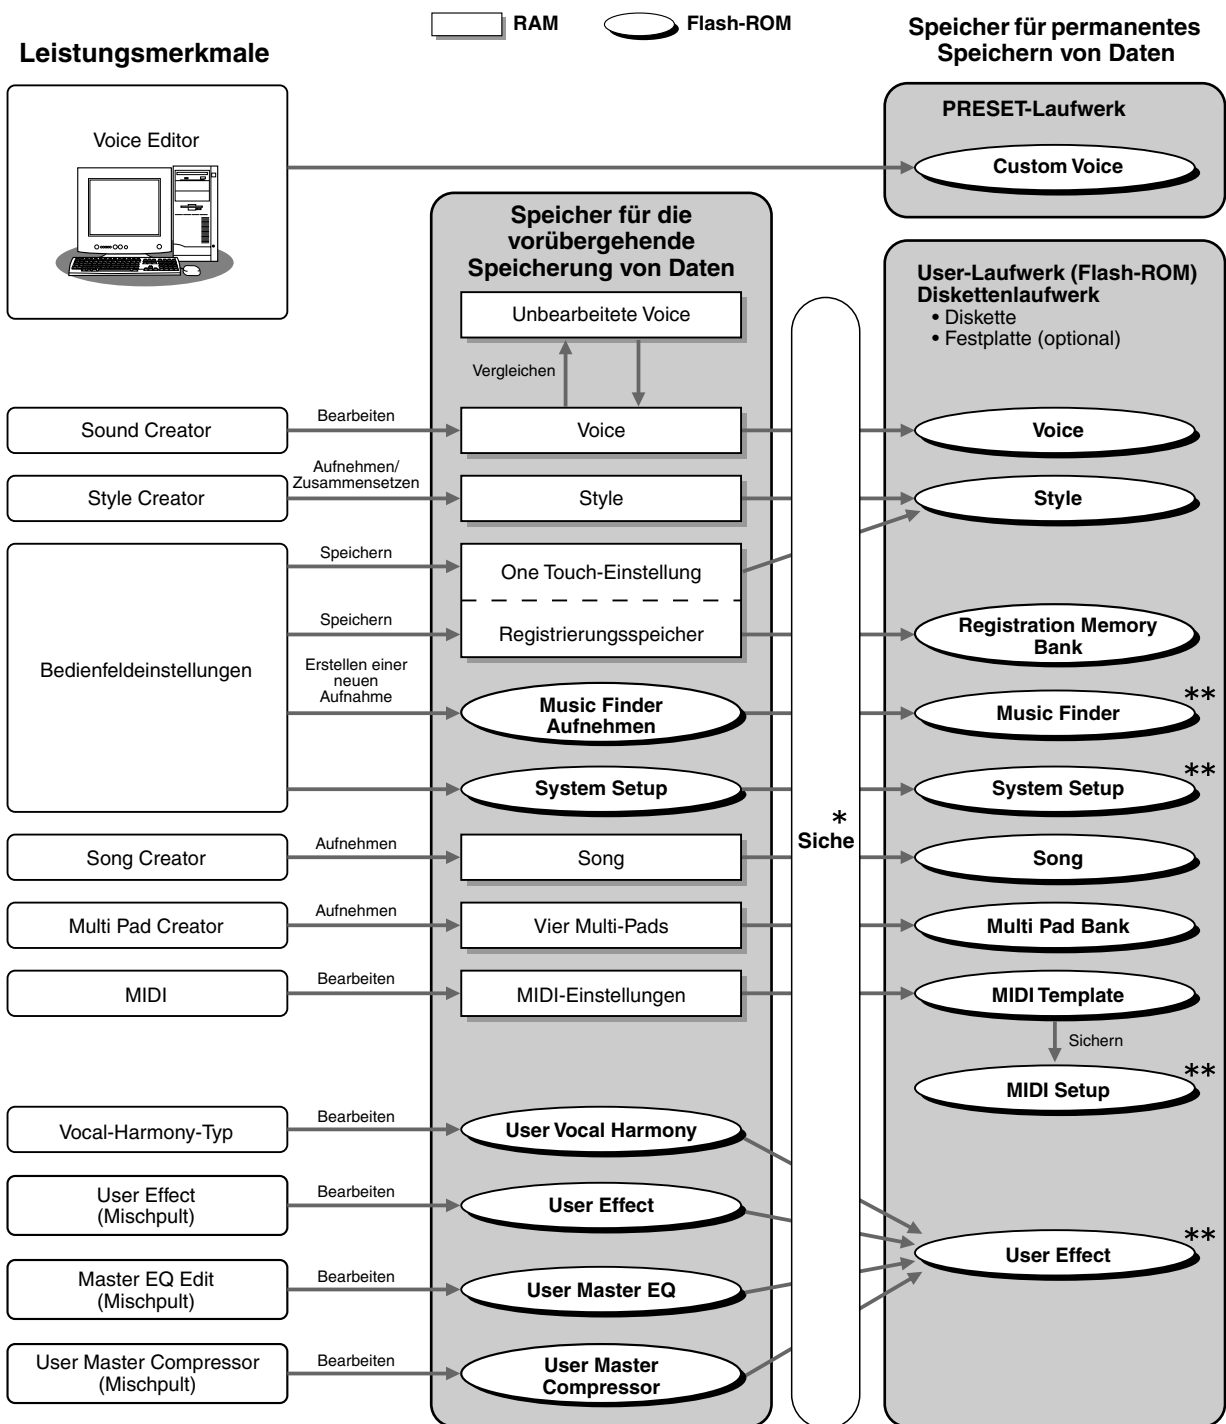 RAM
Flash-ROM
Leistungsmerkmale
Speicher für permanentes
Speichern von Daten
Voice Editor
PRESET-Laufwerk
Custom Voice
Speicher für die
vorübergehende
Speicherung von Daten
User-Laufwerk (Flash-ROM)
Diskettenlaufwerk
• Diskette
• Festplatte (optional)
Unbearbeitete Voice
Vergleichen
Sound Creator
Bearbeiten
Voice
Voice
Style Creator
Aufnehmen/
Zusammensetzen
Style
Style
Bedienfeldeinstellungen
Speichern
One Touch-Einstellung
Speichern
Registrierungsspeicher
Registration Memory
Bank
Erstellen einer
neuen
Aufnahme
Music Finder
Aufnehmen
Music Finder
**
System Setup
System Setup
**
*
Siche
Song Creator
Aufnehmen
Song
Song
Multi Pad Creator
Aufnehmen
Vier Multi-Pads
Multi Pad Bank
MIDI
Bearbeiten
MIDI-Einstellungen
MIDI Template
Sichern
MIDI Setup
**
Vocal-Harmony-Typ
Bearbeiten
User Vocal Harmony
User Effect
(Mischpult)
Bearbeiten
User Effect
User Effect
**
Master EQ Edit
(Mischpult)
Bearbeiten
User Master EQ
User Master Compressor
(Mischpult)
Bearbeiten
User Master
Compressor